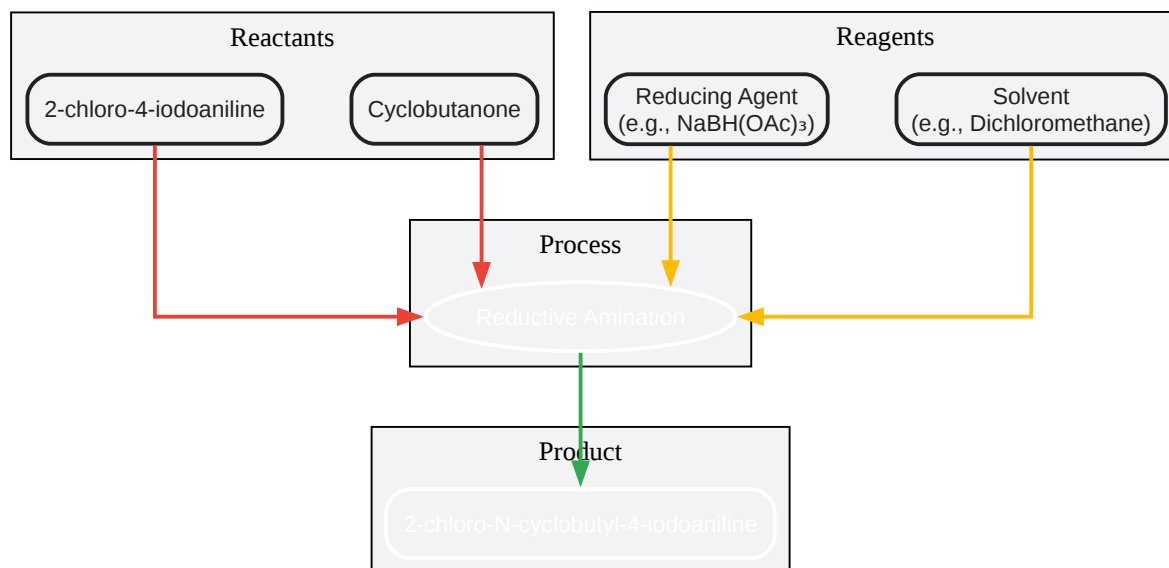 Reactants
Reagents
2-chloro-4-iodoaniline
Cyclobutanone
Reducing Agent
(e.g., NaBH(OAc)₃)
Solvent
(e.g., Dichloromethane)
Process
Reductive Amination
Product
2-chloro-N-cyclobutyl-4-iodoaniline